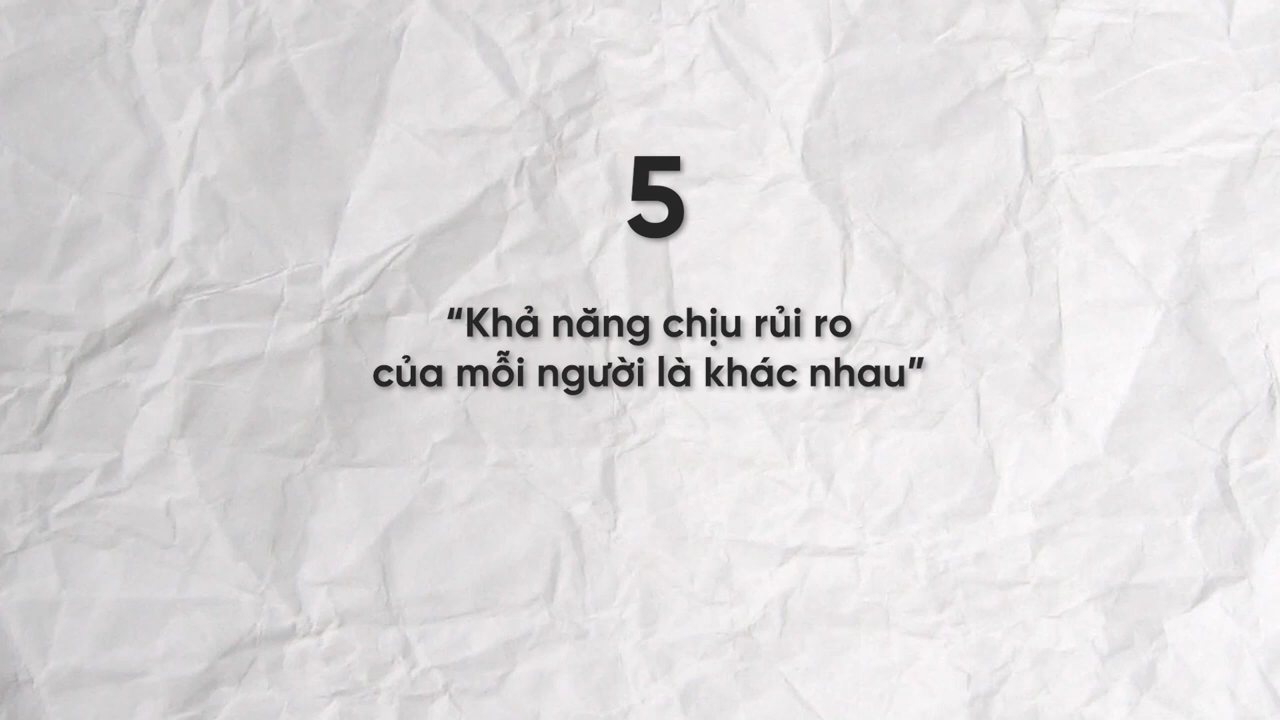 5
“Khả năng chịu rủi ro
của mỗi người là khác nhau”